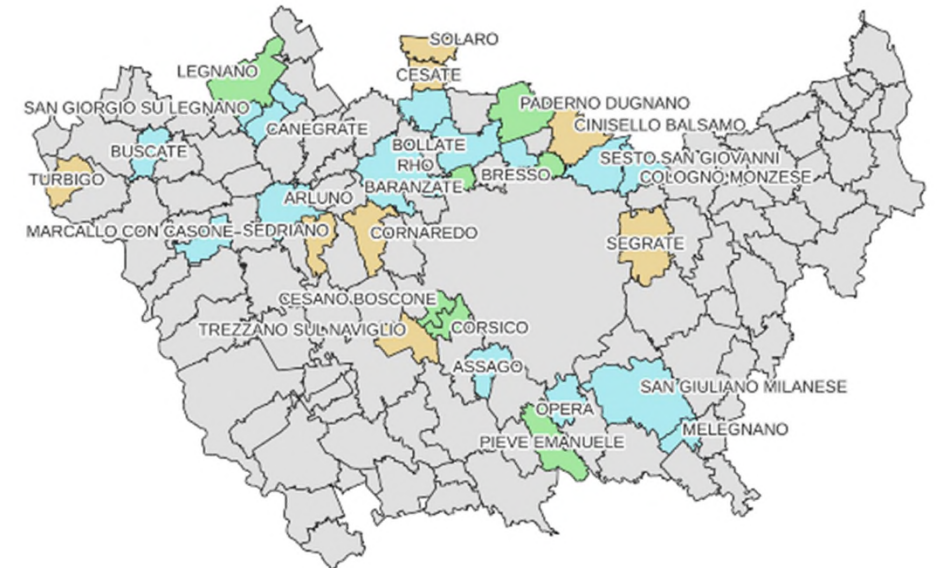 SOLARO
LEGNANO
CESATE
SAN GIORGIO SU LEGNANO
PADERNO DUGNANO
CANEGRATE
CINISELLO BALSAMO
BUSCATE
BOLLATE
SESTO SAN GIOVANNI
RHO
BRESSO
TURBIGO
COLOGNO MONZESE
BARANZATE
ARLUNO
MARCALLO CON CASONE
SEDRIANO
CORNAREDO
SEGRATE
CESANO BOSCONE
TREZZANO SUL NAVIGLIO
CORSICO
ASSAGO
SAN GIULIANO MILANESE
OPERA
MELEGNANO
PIEVE EMANUELE